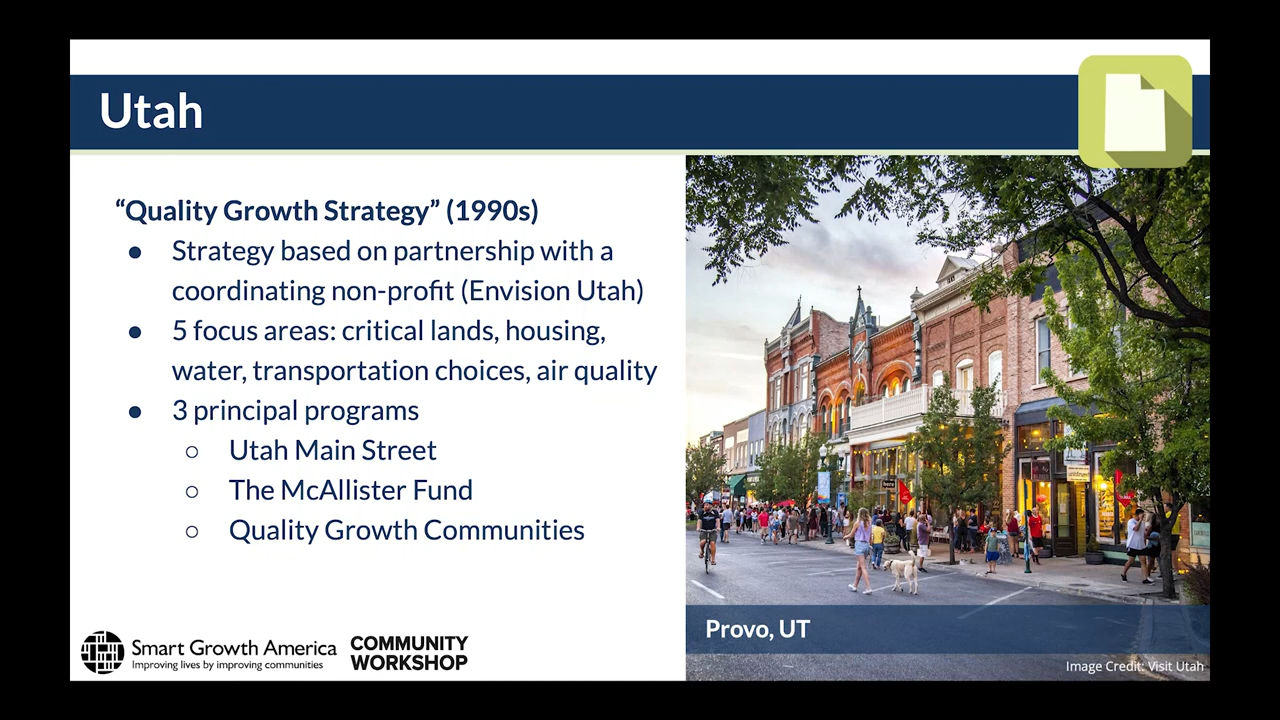 Utah
“Quality Growth Strategy” (1990s)
● Strategy based on partnership with a
coordinating non-profit (Envision Utah)
● 5 focus areas: critical lands, housing,
water, transportation choices, air quality
● 3 principal programs
○ Utah Main Street
○ The McAllister Fund
○ Quality Growth Communities
Provo, UT
Image Credit: Visit Utah
Smart Growth America
Improving lives by improving communities
COMMUNITY
WORKSHOP